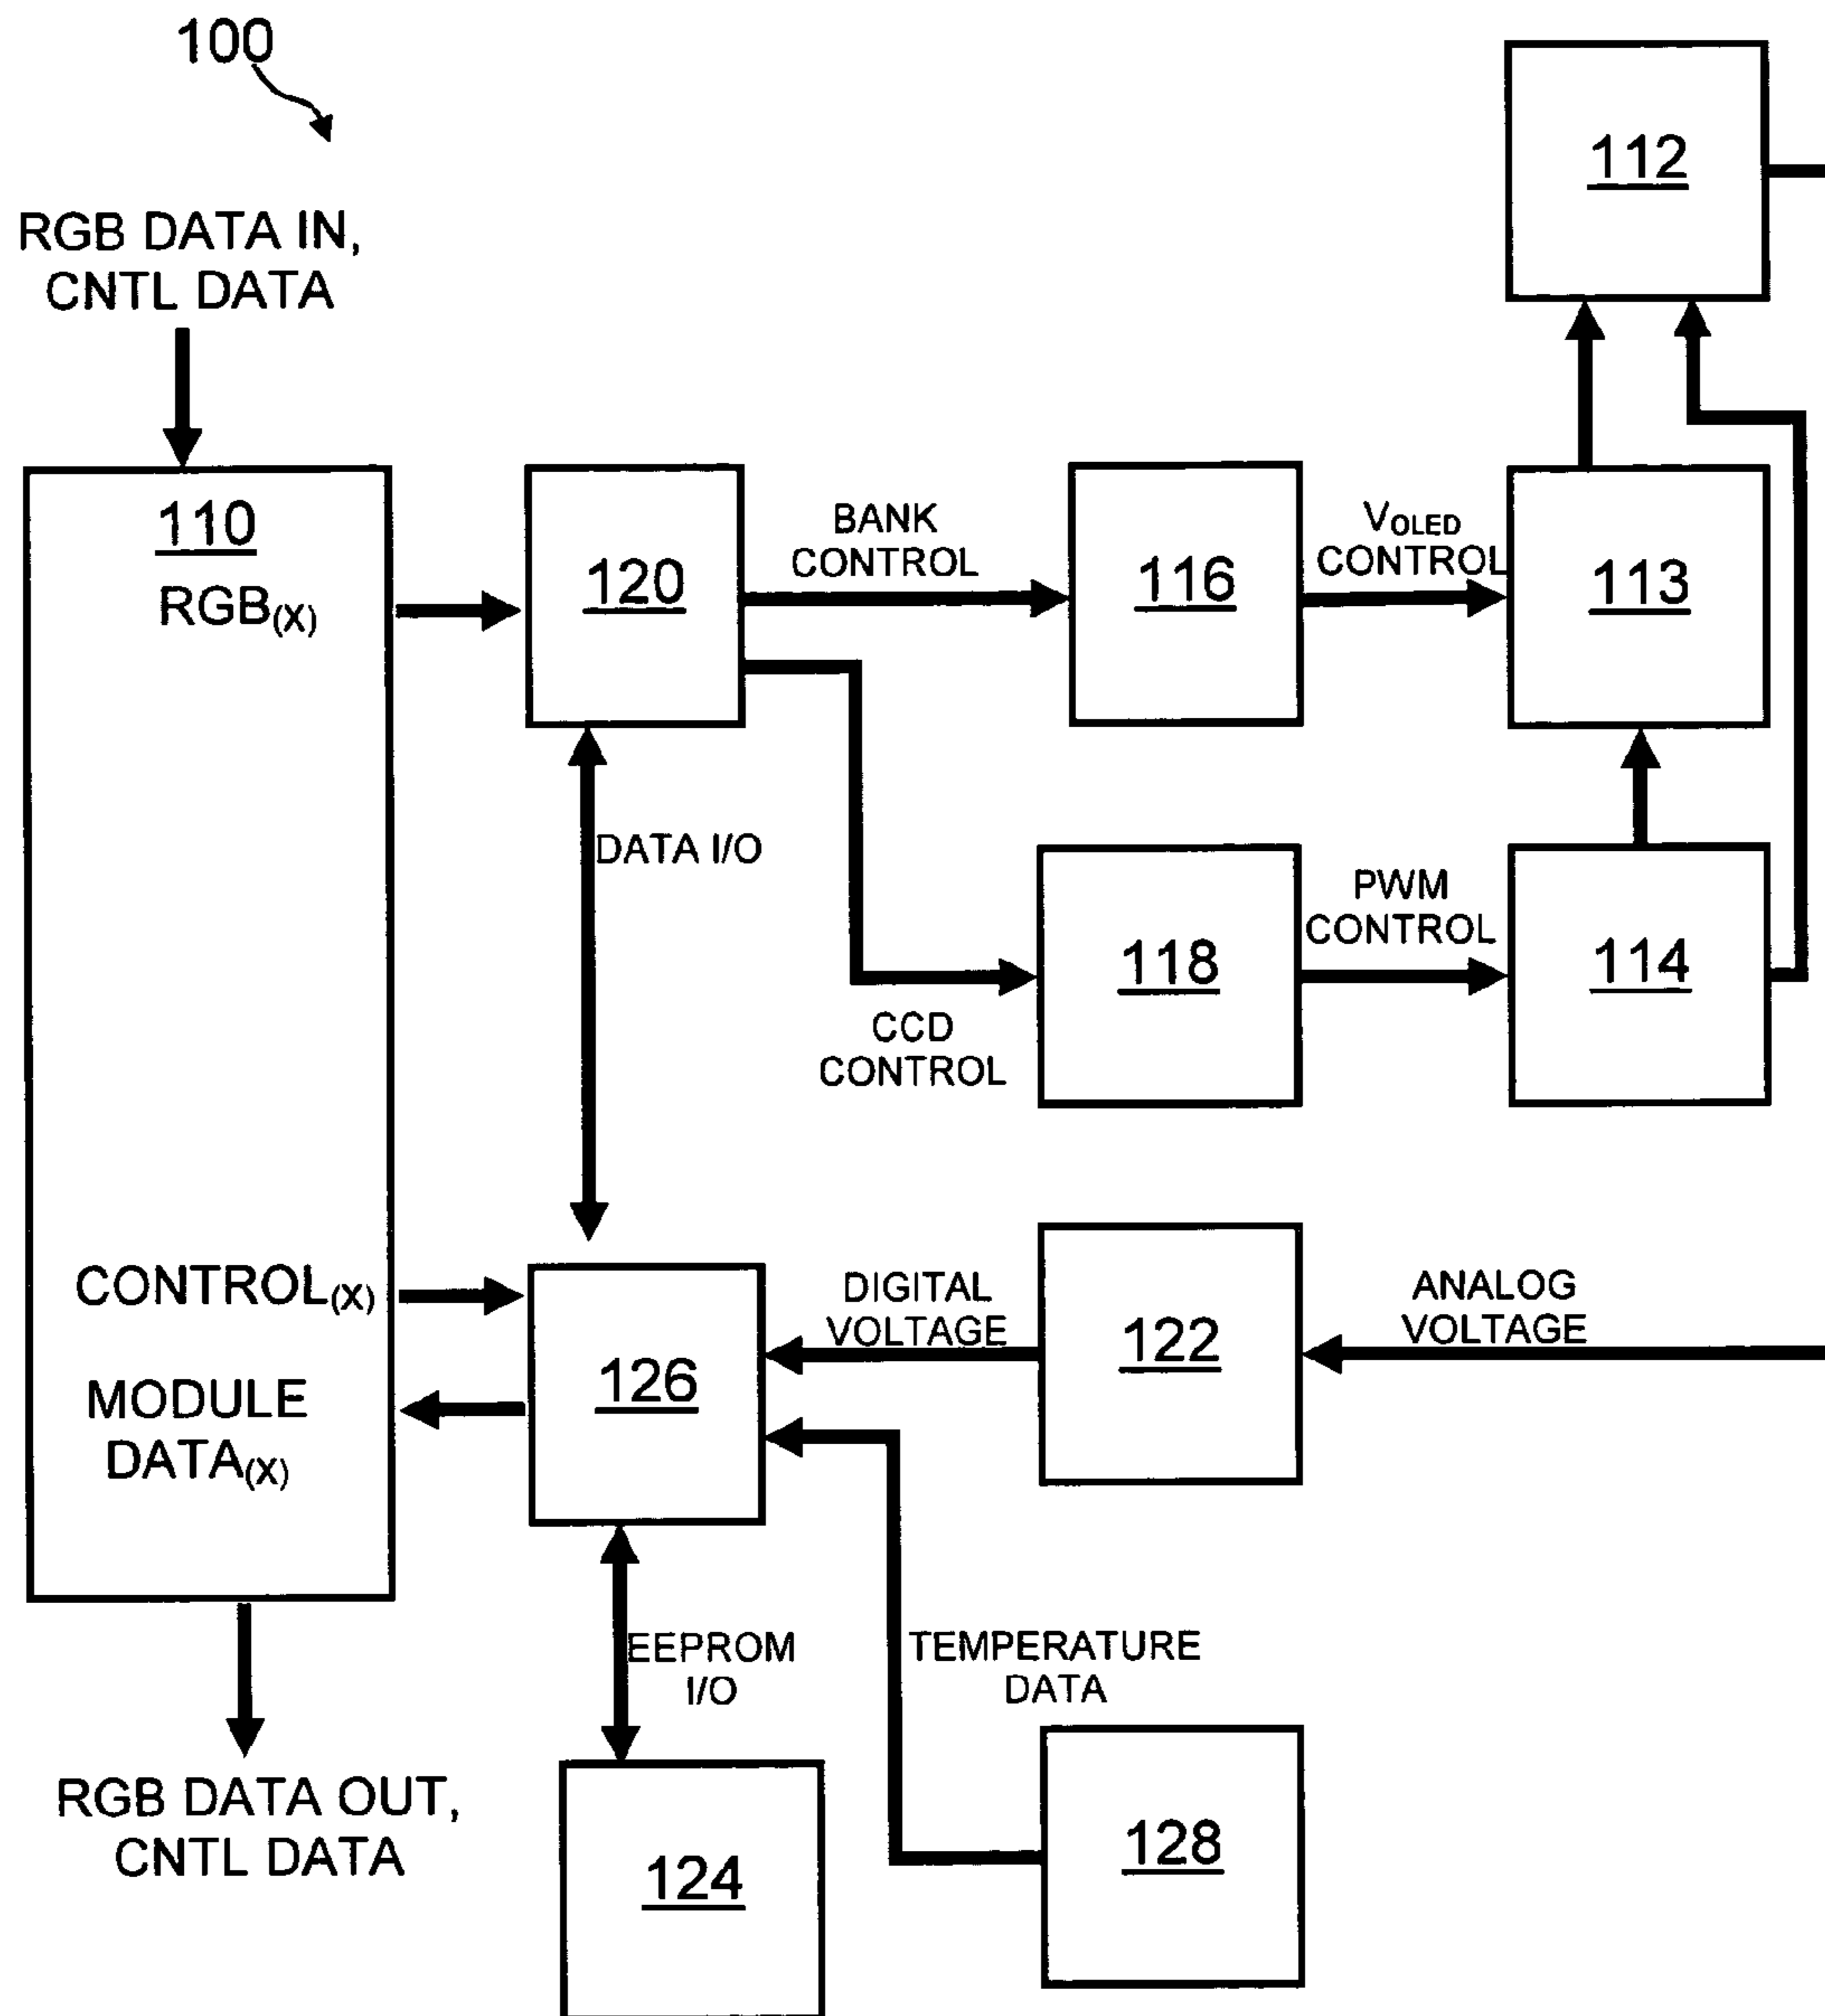 100
112
RGB DATA IN,
CNTL DATA
110
RGB(X)
120
BANK
CONTROL
116
VOLED
CONTROL
113
DATA I/O
118
PWM
CONTROL
114
CCD
CONTROL
CONTROL(X)
126
DIGITAL
VOLTAGE
122
ANALOG
VOLTAGE
MODULE
DATA(X)
EEPROM
I/O
TEMPERATURE
DATA
RGB DATA OUT,
CNTL DATA
124
128